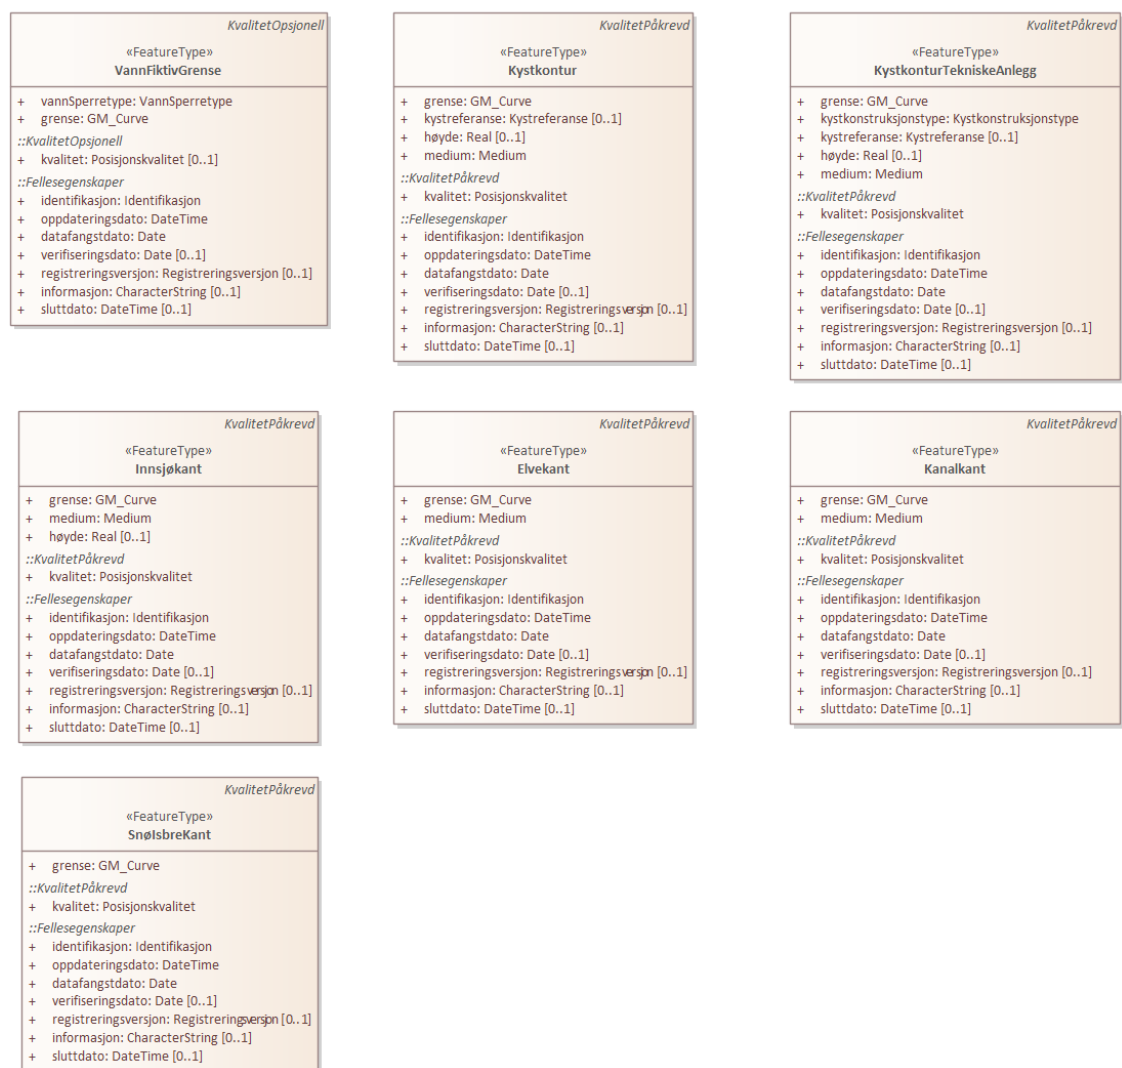 KvalitetOpsjonell
«FeatureType»
VannFiktivGrense
+ vannSperretype: VannSperretype
+ grense: GM_Curve
::KvalitetOpsjonell
+ kvalitet: Posisjonskvalitet [0..1]
::Fellesegenskaper
+ identifikasjon: Identifikasjon
+ oppdateringsdato: DateTime
+ datafangstdato: Date
+ verifiseringsdato: Date [0..1]
+ registreringsversjon: Registreringsversjon [0..1]
+ informasjon: CharacterString [0..1]
+ sluttdato: DateTime [0..1]
KvalitetPåkrevd
«FeatureType»
Kystkontur
+ grense: GM_Curve
+ kystreferanse: Kystreferanse [0..1]
+ høyde: Real [0..1]
+ medium: Medium
::KvalitetPåkrevd
+ kvalitet: Posisjonskvalitet
::Fellesegenskaper
+ identifikasjon: Identifikasjon
+ oppdateringsdato: DateTime
+ datafangstdato: Date
+ verifiseringsdato: Date [0..1]
+ registreringsversjon: Registreringsversjon [0..1]
+ informasjon: CharacterString [0..1]
+ sluttdato: DateTime [0..1]
KvalitetPåkrevd
«FeatureType»
KystkonturTekniskeAnlegg
+ grense: GM_Curve
+ kystkonstruksjonstype: Kystkonstruksjonstype
+ kystreferanse: Kystreferanse [0..1]
+ høyde: Real [0..1]
+ medium: Medium
::KvalitetPåkrevd
+ kvalitet: Posisjonskvalitet
::Fellesegenskaper
+ identifikasjon: Identifikasjon
+ oppdateringsdato: DateTime
+ datafangstdato: Date
+ verifiseringsdato: Date [0..1]
+ registreringsversjon: Registreringsversjon [0..1]
+ informasjon: CharacterString [0..1]
+ sluttdato: DateTime [0..1]
KvalitetPåkrevd
«FeatureType»
Innsjøkant
+ grense: GM_Curve
+ medium: Medium
+ høyde: Real [0..1]
::KvalitetPåkrevd
+ kvalitet: Posisjonskvalitet
::Fellesegenskaper
+ identifikasjon: Identifikasjon
+ oppdateringsdato: DateTime
+ datafangstdato: Date
+ verifiseringsdato: Date [0..1]
+ registreringsversjon: Registreringsversjon [0..1]
+ informasjon: CharacterString [0..1]
+ sluttdato: DateTime [0..1]
KvalitetPåkrevd
«FeatureType»
Elvekant
+ grense: GM_Curve
+ medium: Medium
::KvalitetPåkrevd
+ kvalitet: Posisjonskvalitet
::Fellesegenskaper
+ identifikasjon: Identifikasjon
+ oppdateringsdato: DateTime
+ datafangstdato: Date
+ verifiseringsdato: Date [0..1]
+ registreringsversjon: Registreringsversjon [0..1]
+ informasjon: CharacterString [0..1]
+ sluttdato: DateTime [0..1]
KvalitetPåkrevd
«FeatureType»
Kanalkant
+ grense: GM_Curve
+ medium: Medium
::KvalitetPåkrevd
+ kvalitet: Posisjonskvalitet
::Fellesegenskaper
+ identifikasjon: Identifikasjon
+ oppdateringsdato: DateTime
+ datafangstdato: Date
+ verifiseringsdato: Date [0..1]
+ registreringsversjon: Registreringsversjon [0..1]
+ informasjon: CharacterString [0..1]
+ sluttdato: DateTime [0..1]
KvalitetPåkrevd
«FeatureType»
SnøIsbreKant
+ grense: GM_Curve
::KvalitetPåkrevd
+ kvalitet: Posisjonskvalitet
::Fellesegenskaper
+ identifikasjon: Identifikasjon
+ oppdateringsdato: DateTime
+ datafangstdato: Date
+ verifiseringsdato: Date [0..1]
+ registreringsversjon: Registreringsversjon [0..1]
+ informasjon: CharacterString [0..1]
+ sluttdato: DateTime [0..1]